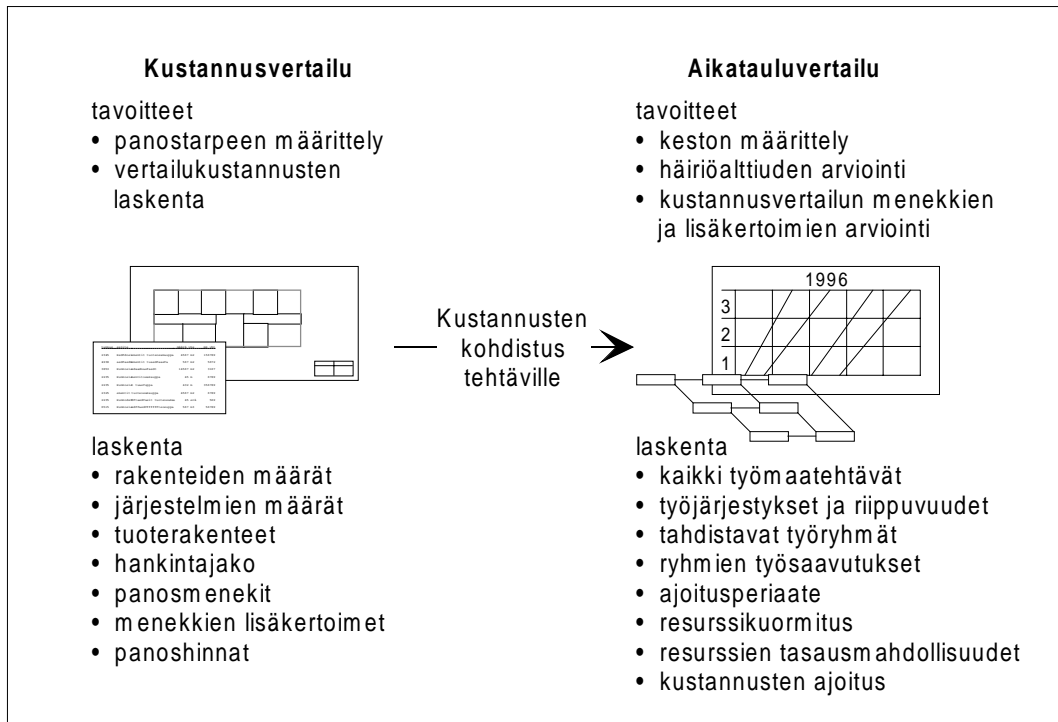 Kustannusvertailu
tavoitteet
• panostarpeen määrittely
• vertailukustannusten
laskenta
laskenta
• rakenteiden määrät
• järjestelmien määrät
• tuoterakenteet
• hankintajako
• panosmenekit
• menekkien lisäkertoimet
• panoshinnat
Kustannusten
kohdistus
tehtäville
Aikatauluvertailu
tavoitteet
• keston määrittely
• häiriöalttiuden arviointi
• kustannusvertailun menekkien
ja lisäkertoimien arviointi
1996
3
2
1
laskenta
• kaikki työmaatehtävät
• työjärjestykset ja riippuvuudet
• tahdistavat työryhmät
• ryhmien työsaavutukset
• ajoitusperiaate
• resurssikuormitus
• resurssien tasausmahdollisuudet
• kustannusten ajoitus